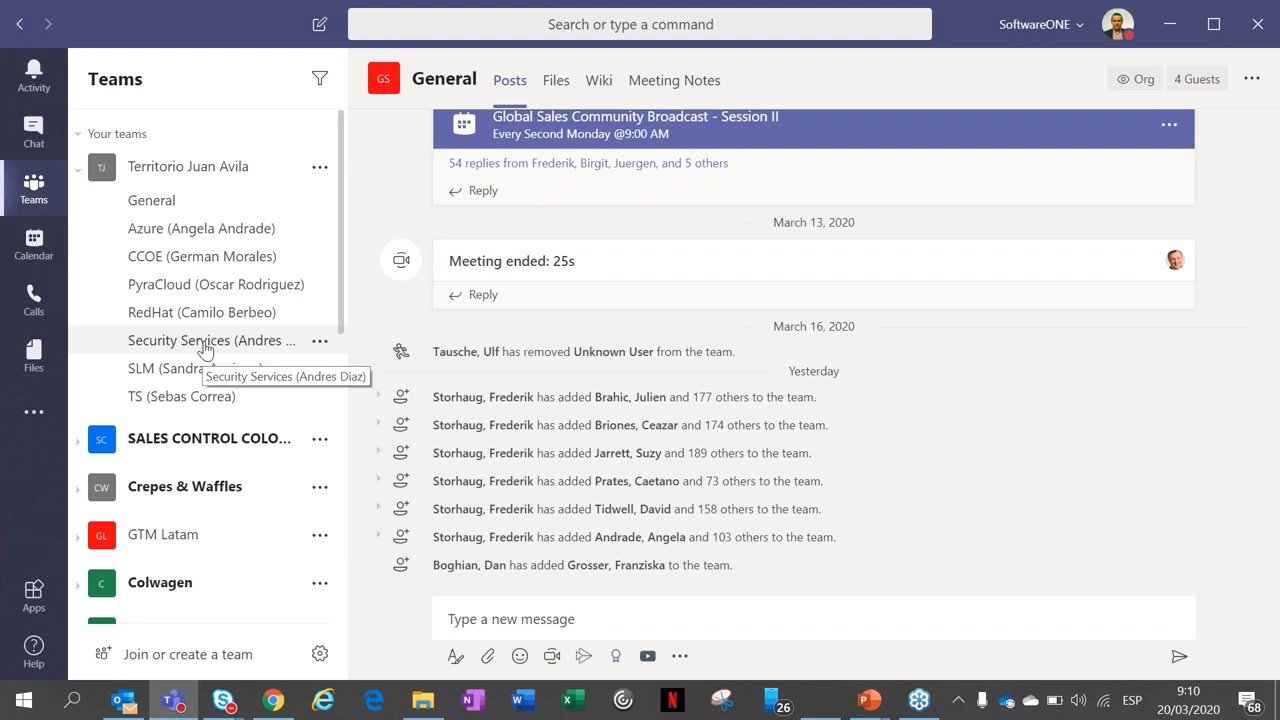 Search or type a command
SoftwareONE
Activity
Chat
Teams
Calendar
Calls
Files
Apps
Help
Teams
Your teams
TJ
Territorio Juan Avila
General
Azure (Angela Andrade)
CCOE (German Morales)
PyraCloud (Oscar Rodriguez)
RedHat (Camilo Berbeo)
Security Services (Andres ...
SLM (Sandra
Security Services (Andres Diaz)
TS (Sebas Correa)
SC
SALES CONTROL COLO...
CW
Crepes & Waffles
GL
GTM Latam
C
Colwagen
Join or create a team
GS
General
Posts
Files
Wiki
Meeting Notes
Org
4 Guests
Global Sales Community Broadcast - Session II
Every Second Monday @9:00 AM
54 replies from Frederik, Birgit, Juergen, and 5 others
Reply
March 13, 2020
Meeting ended: 25s
Reply
March 16, 2020
Tausche, Ulf has removed Unknown User from the team.
Yesterday
Storhaug, Frederik has added Brahic, Julien and 177 others to the team.
Storhaug, Frederik has added Briones, Ceazar and 174 others to the team.
Storhaug, Frederik has added Jarrett, Suzy and 189 others to the team.
Storhaug, Frederik has added Prates, Caetano and 73 others to the team.
Storhaug, Frederik has added Tidwell, David and 158 others to the team.
Storhaug, Frederik has added Andrade, Angela and 103 others to the team.
Boghian, Dan has added Grosser, Franziska to the team.
Type a new message
26
ESP
9:10
20/03/2020
68